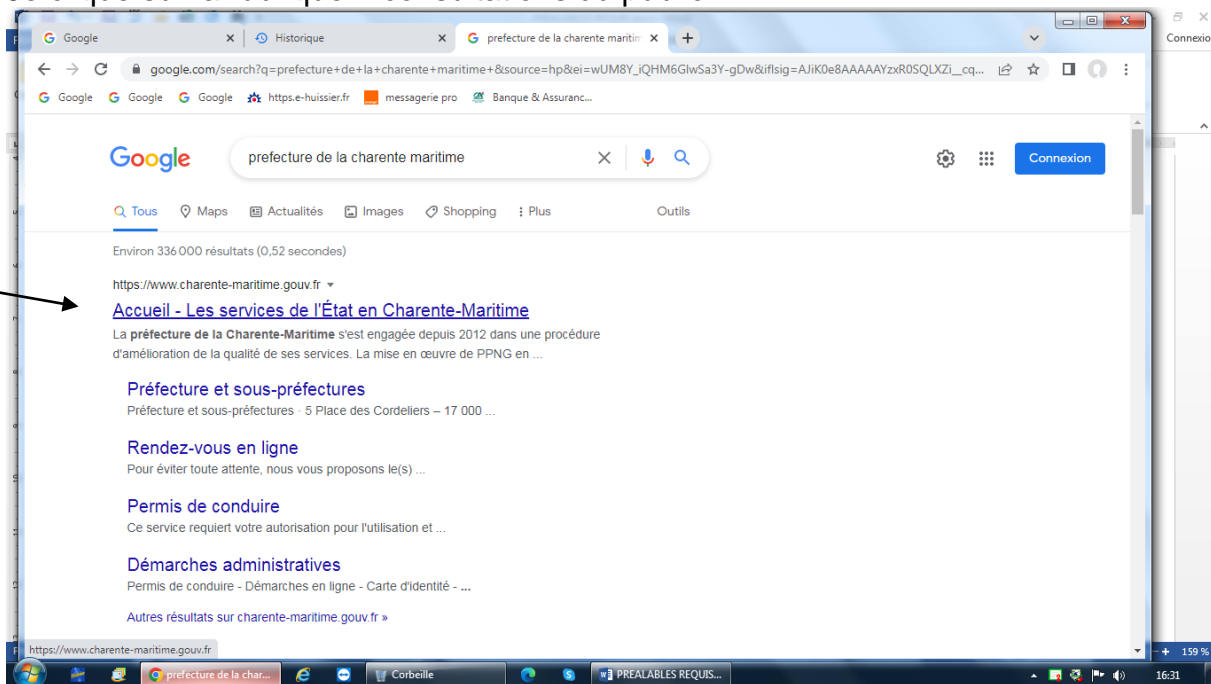 Google
Historique
prefecture de la charente maritim
Connexio
google.com/search?q=prefecture+de+la+charente+maritime+&source=hp&ei=wUM8Y_iQHM6GlwSa3Y-gDw&iflsig=AJiK0e8AAAAAYzxR0SQLXZi__cq...
Google
Google
Google
https.e-huissier.fr
messagerie pro
Banque & Assuranc...
Google
prefecture de la charente maritime
Connexion
Tous
Maps
Actualités
Images
Shopping
Plus
Outils
Environ 336 000 résultats (0,52 secondes)
https://www.charente-maritime.gouv.fr
Accueil - Les services de l'État en Charente-Maritime
La préfecture de la Charente-Maritime s'est engagée depuis 2012 dans une procédure
d'amélioration de la qualité de ses services. La mise en œuvre de PPNG en ...
Préfecture et sous-préfectures
Préfecture et sous-préfectures · 5 Place des Cordeliers – 17 000 ...
Rendez-vous en ligne
Pour éviter toute attente, nous vous proposons le(s) ...
Permis de conduire
Ce service requiert votre autorisation pour l'utilisation et ...
Démarches administratives
Permis de conduire - Démarches en ligne - Carte d'identité - ...
Autres résultats sur charente-maritime.gouv.fr »
https://www.charente-maritime.gouv.fr
159 %
prefecture de la char...
Corbeille
PREALABLES REQUIS...
16:31